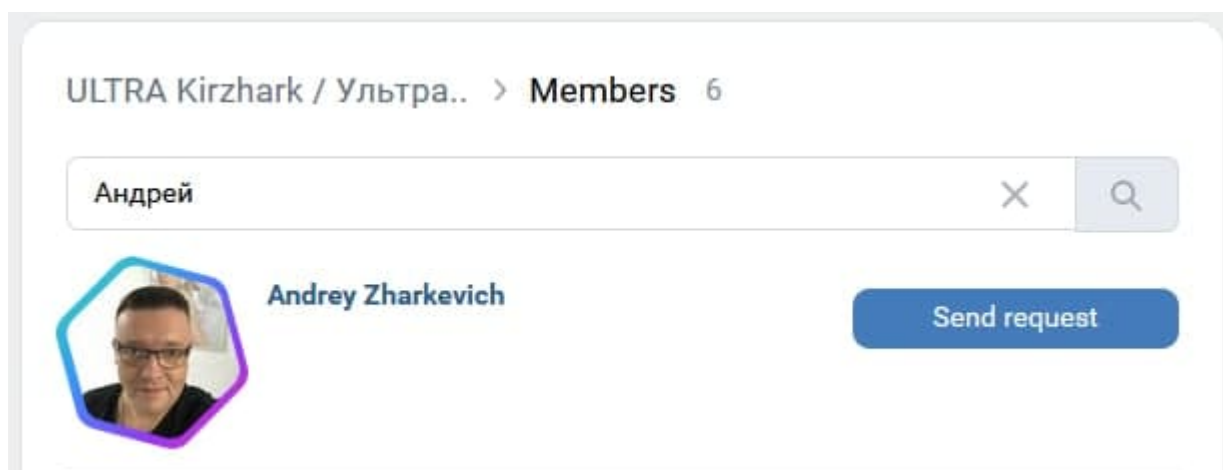 ULTRA Kirzhark / Ультра.. > Members 6
Андрей
Andrey Zharkevich
Send request